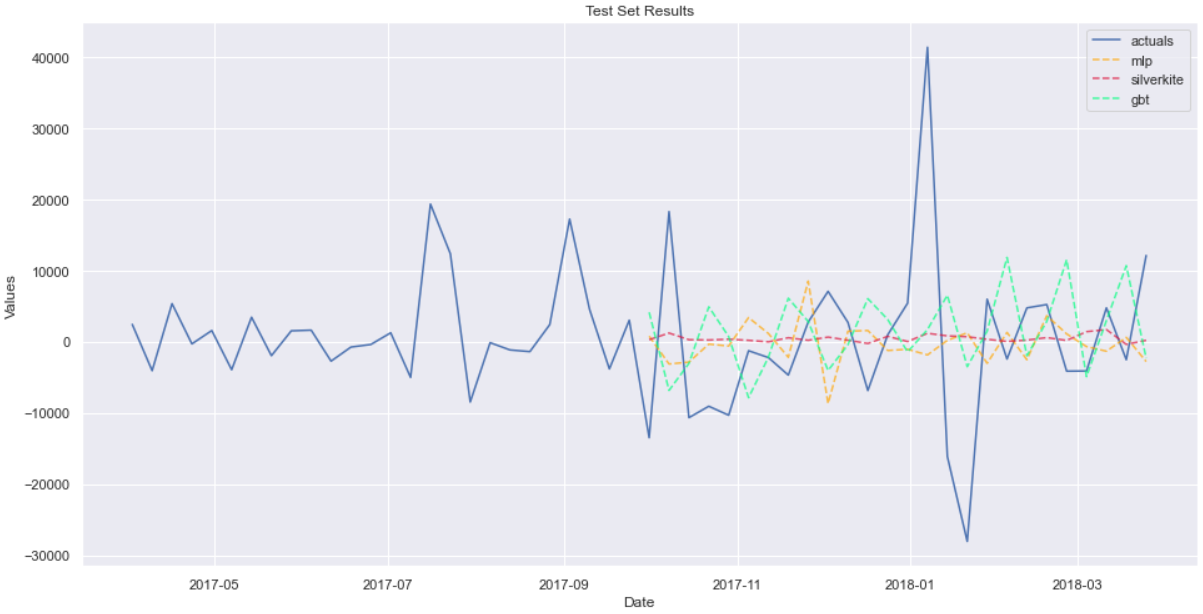 Test Set Results
actuals
mlp
silverkite
gbt
Values
40000
30000
20000
10000
0
−10000
−20000
−30000
2017-05 2017-07 2017-09 2017-11 2018-01 2018-03
Date